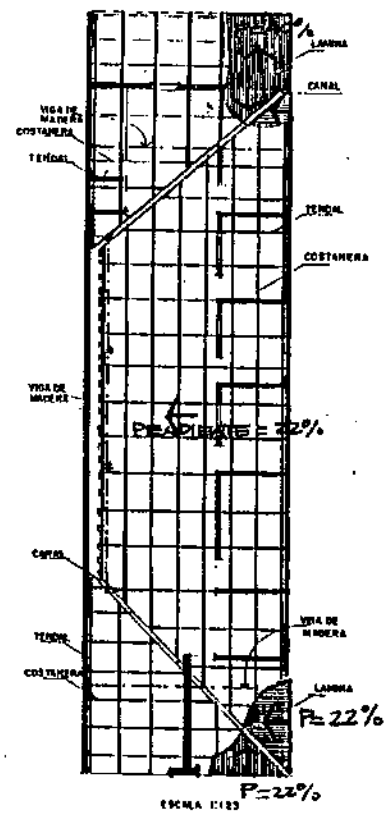 %
LAMINA
CANAL
VIGA DE
MADERA
COSTANERA
TENDAL
TENDAL
COSTANERA
VIGA DE
MADERA
PENDIENTE = 22%
CANAL
TENDAL
COSTANERA
VIGA DE
MADERA
LAMINA
P=22%
P=22%
ESCALA 1:125